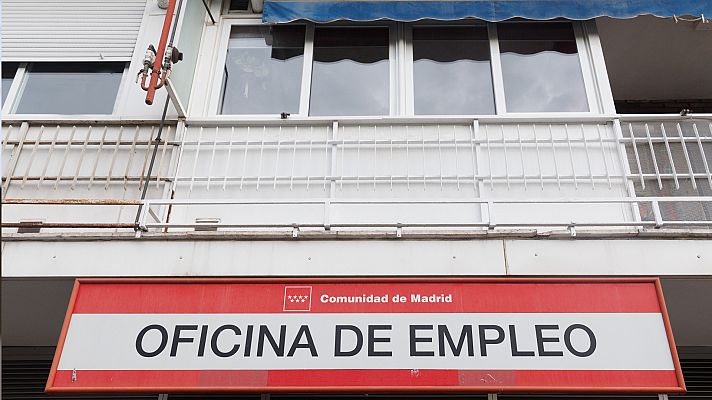 Comunidad de Madrid
OFICINA DE EMPLEO